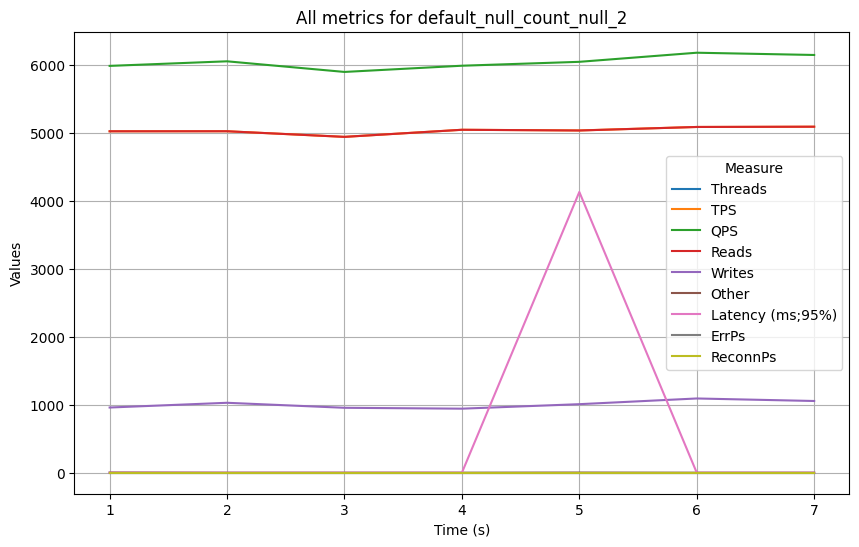 All metrics for default_null_count_null_2
6000
5000
4000
3000
2000
1000
0
Values
Measure
Threads
TPS
QPS
Reads
Writes
Other
Latency (ms;95%)
ErrPs
ReconnPs
1 2 3 4 5 6 7
Time (s)